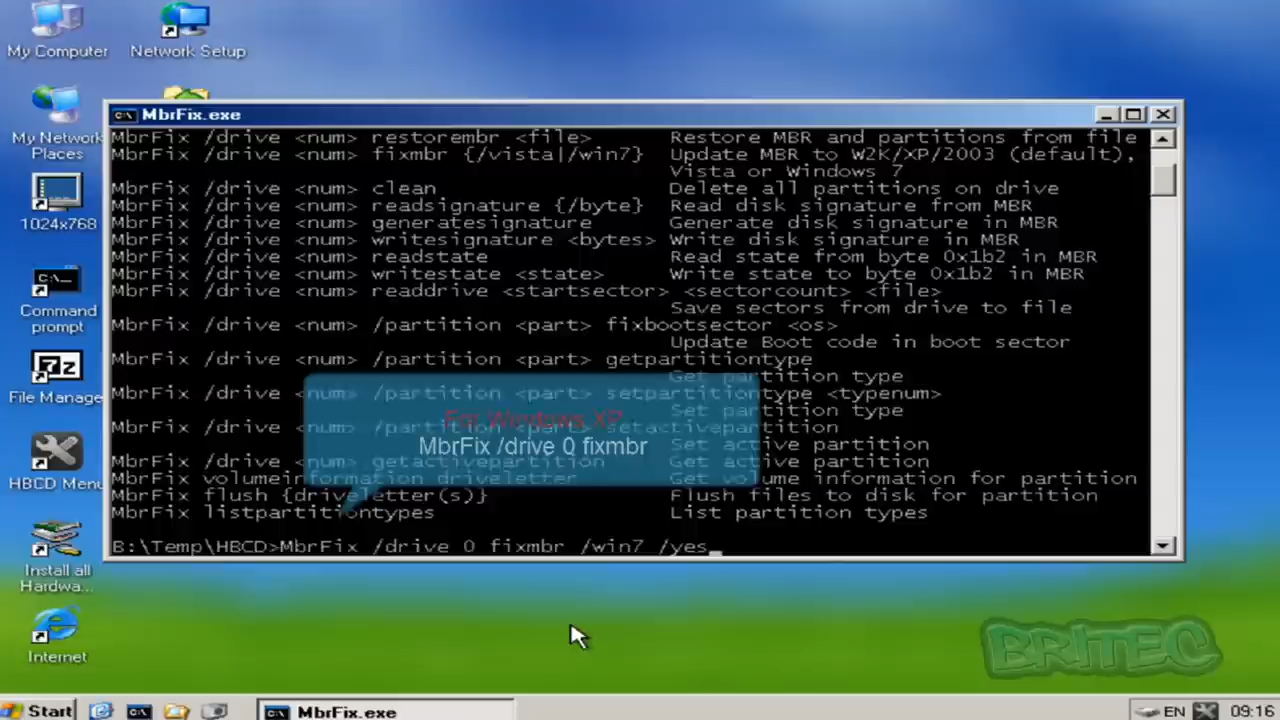 My Computer
Network Setup
My Network
Places
1024x768
Command
prompt
File Manage
HBCD Menu
Install all
Hardwa...
Internet
MbrFix.exe
MbrFix /drive <num> restorembr <file> Restore MBR and partitions from file
MbrFix /drive <num> fixmbr {/vista|/win7} Update MBR to W2K/XP/2003 (default),
Vista or Windows 7
MbrFix /drive <num> clean Delete all partitions on drive
MbrFix /drive <num> readsignature {/byte} Read disk signature from MBR
MbrFix /drive <num> generatesignature Generate disk signature in MBR
MbrFix /drive <num> writesignature <bytes> Write disk signature in MBR
MbrFix /drive <num> readstate Read state from byte 0x1b2 in MBR
MbrFix /drive <num> writestate <state> Write state to byte 0x1b2 in MBR
MbrFix /drive <num> readdrive <startsector> <sectorcount> <file>
Save sectors from drive to file
MbrFix /drive <num> /partition <part> fixbootsector <os>
Update Boot code in boot sector
MbrFix /drive <num> /partition <part> getpartitiontype
Get partition type
MbrFix /drive <num> /partition <part> setpartitiontype <typenum>
Set partition type
MbrFix /drive <num> /partition <part> setactivepartition
Set active partition
MbrFix /drive <num> getactivepartition Get active partition
MbrFix volumeinformation driveletter Get volume information for partition
MbrFix flush {driveletter(s)} Flush files to disk for partition
MbrFix listpartitiontypes List partition types
B:\Temp\HBCD>MbrFix /drive 0 fixmbr /win7 /yes_
For Windows XP
MbrFix /drive 0 fixmbr
BRITEC
Start
MbrFix.exe
EN
09:16